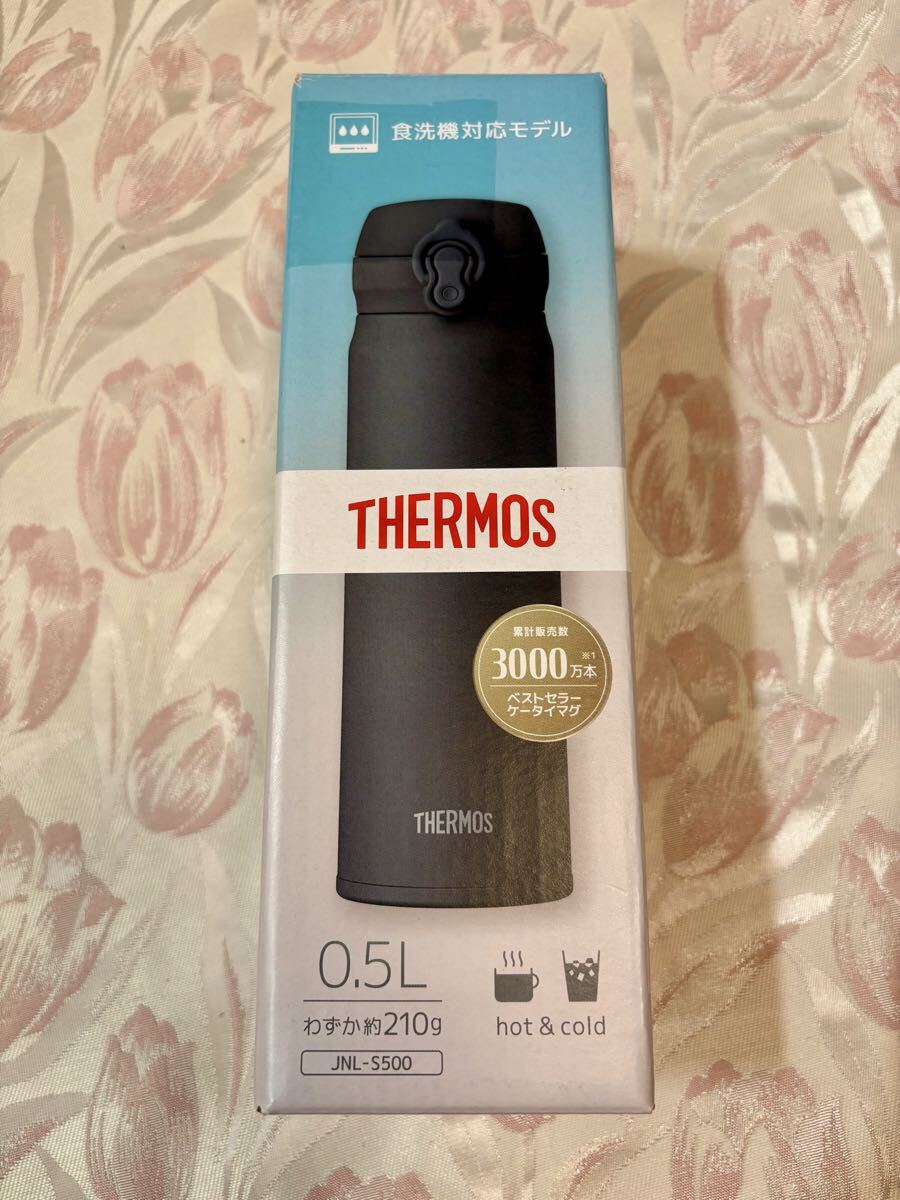 食洗機対応モデル
THERMOS
累計販売数
3000万本※1
ベストセラー
ケータイマグ
THERMOS
0.5L
わずか約210g
JNL-S500
hot & cold